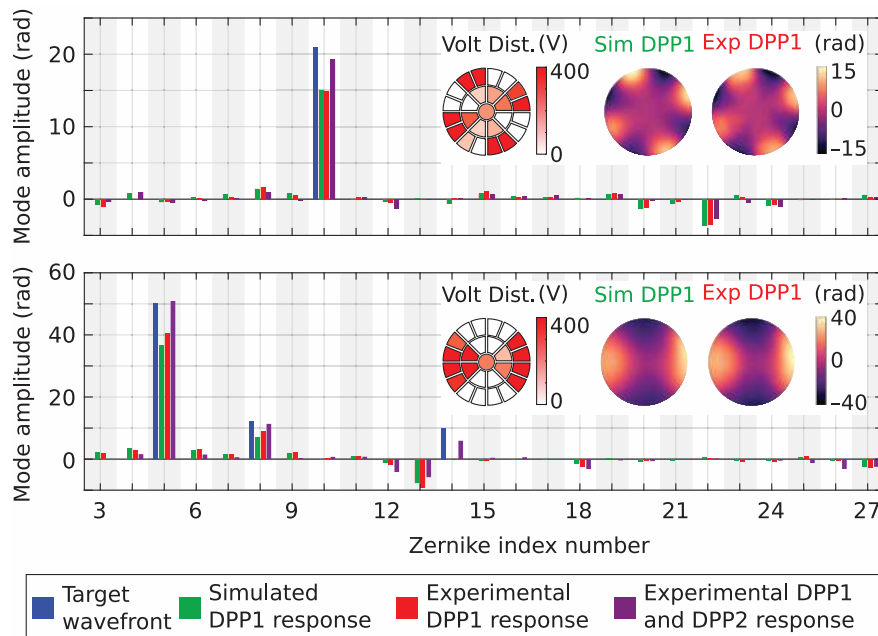 Mode amplitude (rad)
20
10
0
Volt Dist. (V)
400
0
Sim DPP1 Exp DPP1 (rad)
15
0
−15
Mode amplitude (rad)
60
40
20
0
Volt Dist. (V)
400
0
Sim DPP1 Exp DPP1 (rad)
40
0
−40
3 6 9 12 15 18 21 24 27
Zernike index number
Target
wavefront
Simulated
DPP1 response
Experimental
DPP1 response
Experimental DPP1
and DPP2 response